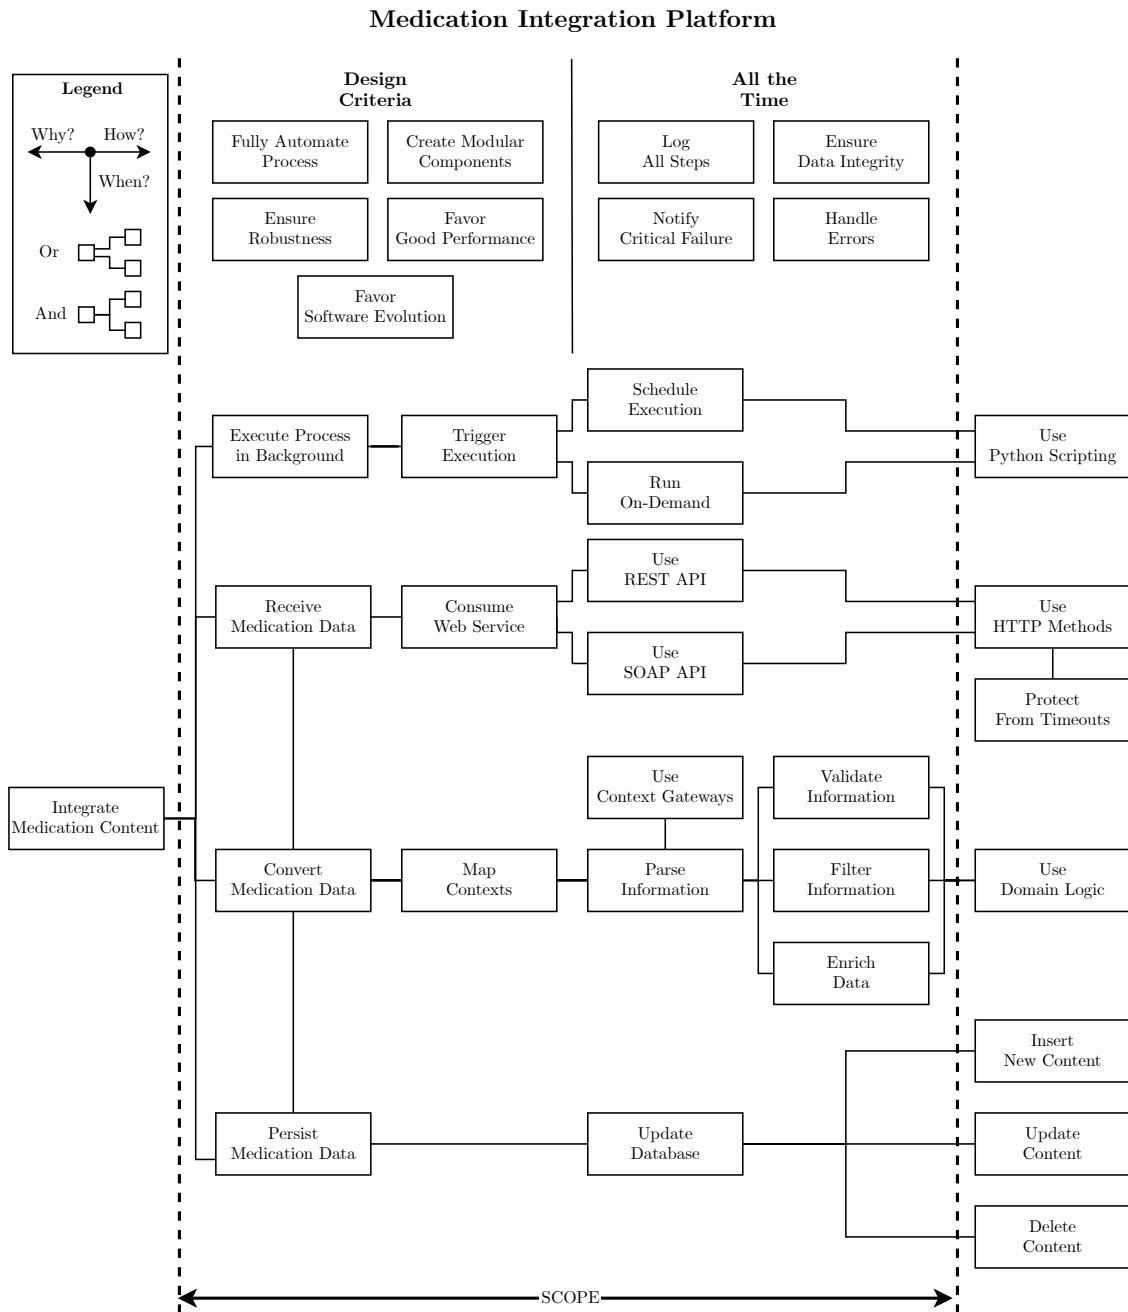 Medication Integration Platform
Legend
Why?
How?
When?
Or
And
Design
Criteria
Fully Automate
Process
Create Modular
Components
Ensure
Robustness
Favor
Good Performance
Favor
Software Evolution
All the
Time
Log
All Steps
Ensure
Data Integrity
Notify
Critical Failure
Handle
Errors
Execute Process
in Background
Trigger
Execution
Schedule
Execution
Run
On-Demand
Use
Python Scripting
Receive
Medication Data
Consume
Web Service
Use
REST API
Use
SOAP API
Use
HTTP Methods
Protect
From Timeouts
Integrate
Medication Content
Convert
Medication Data
Map
Contexts
Use
Context Gateways
Parse
Information
Validate
Information
Filter
Information
Enrich
Data
Use
Domain Logic
Persist
Medication Data
Update
Database
Insert
New Content
Update
Content
Delete
Content
SCOPE